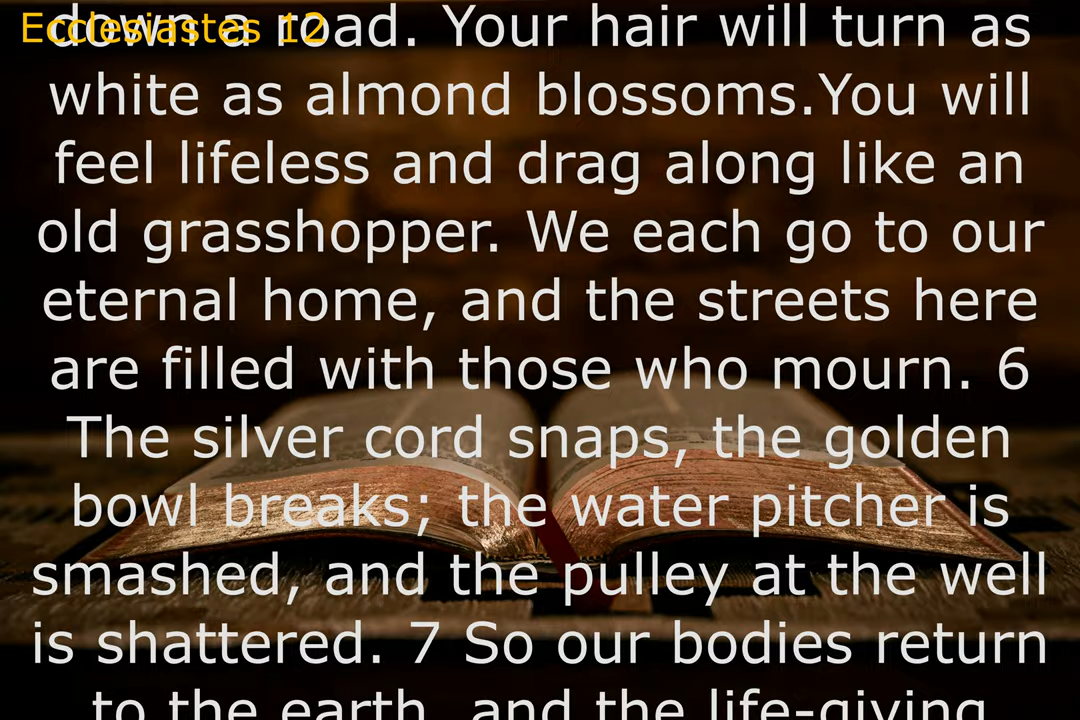 Ecclesiastes 12
down a road. Your hair will turn as
white as almond blossoms.You will
feel lifeless and drag along like an
old grasshopper. We each go to our
eternal home, and the streets here
are filled with those who mourn. 6
The silver cord snaps, the golden
bowl breaks; the water pitcher is
smashed, and the pulley at the well
is shattered. 7 So our bodies return
to the earth, and the life-giving